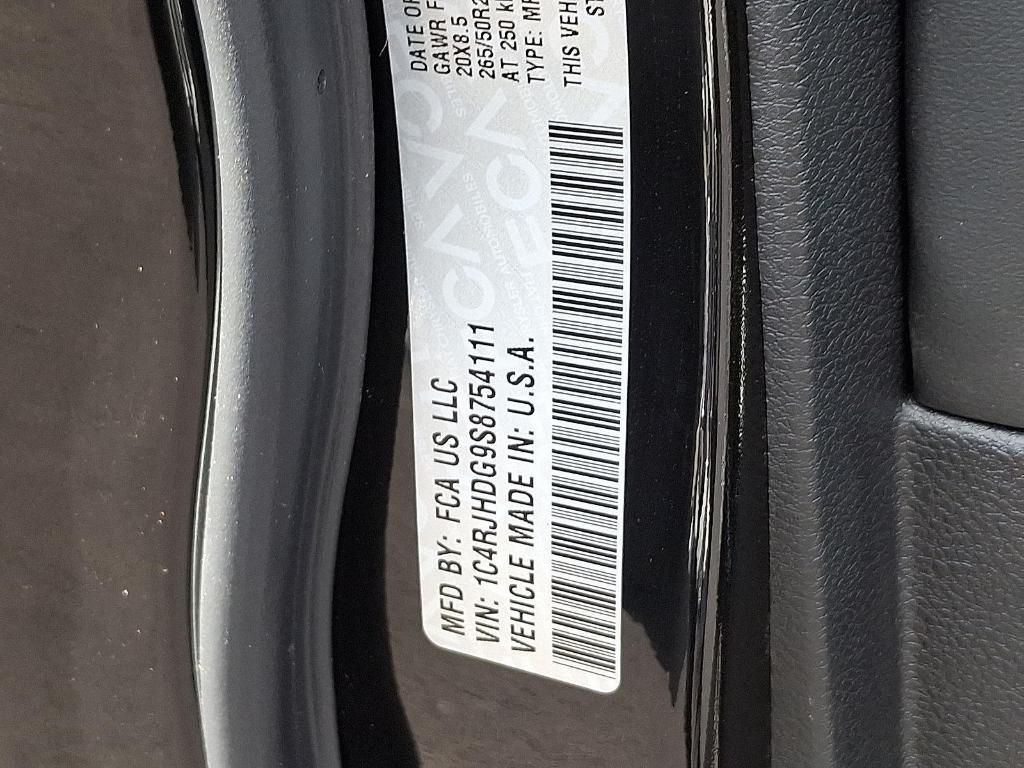 MFD BY: FCA US LLC
VIN: 1C4RJHDG9S8754111
VEHICLE MADE IN: U.S.A.
DATE OF
GAWR F
20X8.5
265/50R2
AT 250 k
TYPE: MP
THIS VEH